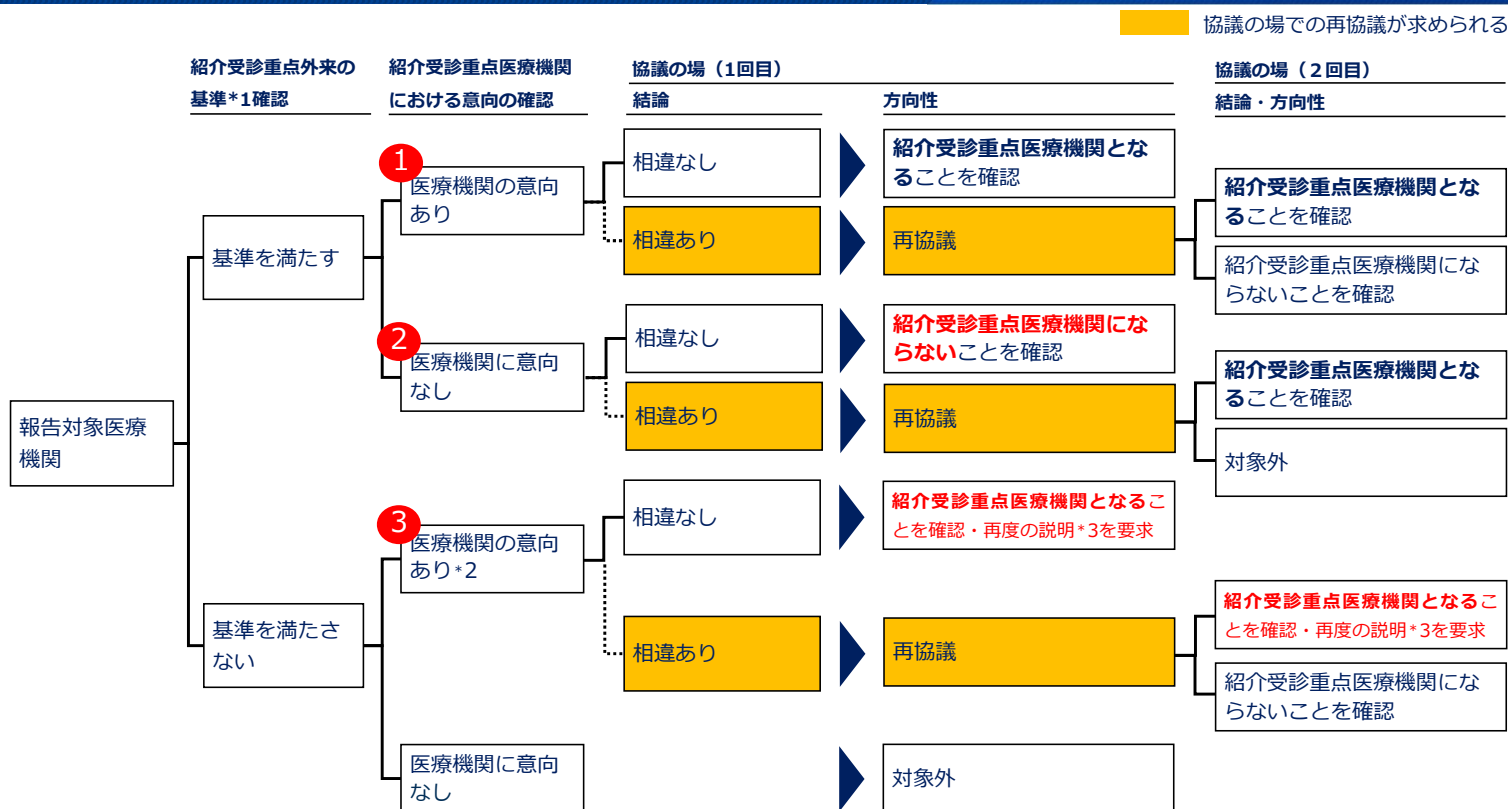 協議の場での再協議が求められる
紹介受診重点外来の
基準*1確認
紹介受診重点医療機関
における意向の確認
協議の場（1回目）
結論
方向性
協議の場（２回目）
結論・方向性
報告対象医療
機関
基準を満たす
1
医療機関の意向
あり
相違なし
紹介受診重点医療機関とな
ることを確認
相違あり
再協議
紹介受診重点医療機関とな
ることを確認
紹介受診重点医療機関にな
らないことを確認
2
医療機関に意向
なし
相違なし
紹介受診重点医療機関にな
らないことを確認
相違あり
再協議
紹介受診重点医療機関とな
ることを確認
対象外
基準を満たさ
ない
3
医療機関の意向
あり*2
相違なし
紹介受診重点医療機関となるこ
とを確認・再度の説明*3を要求
相違あり
再協議
紹介受診重点医療機関となるこ
とを確認・再度の説明*3を要求
紹介受診重点医療機関にな
らないことを確認
医療機関に意向
なし
対象外